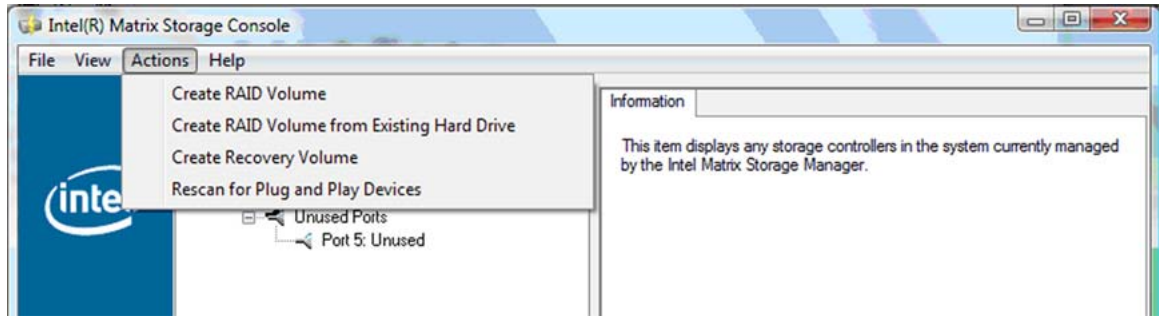 Intel(R) Matrix Storage Console
File View Actions Help
Create RAID Volume
Create RAID Volume from Existing Hard Drive
Create Recovery Volume
Rescan for Plug and Play Devices
Unused Ports
Port 5: Unused
Information
This item displays any storage controllers in the system currently managed
by the Intel Matrix Storage Manager.